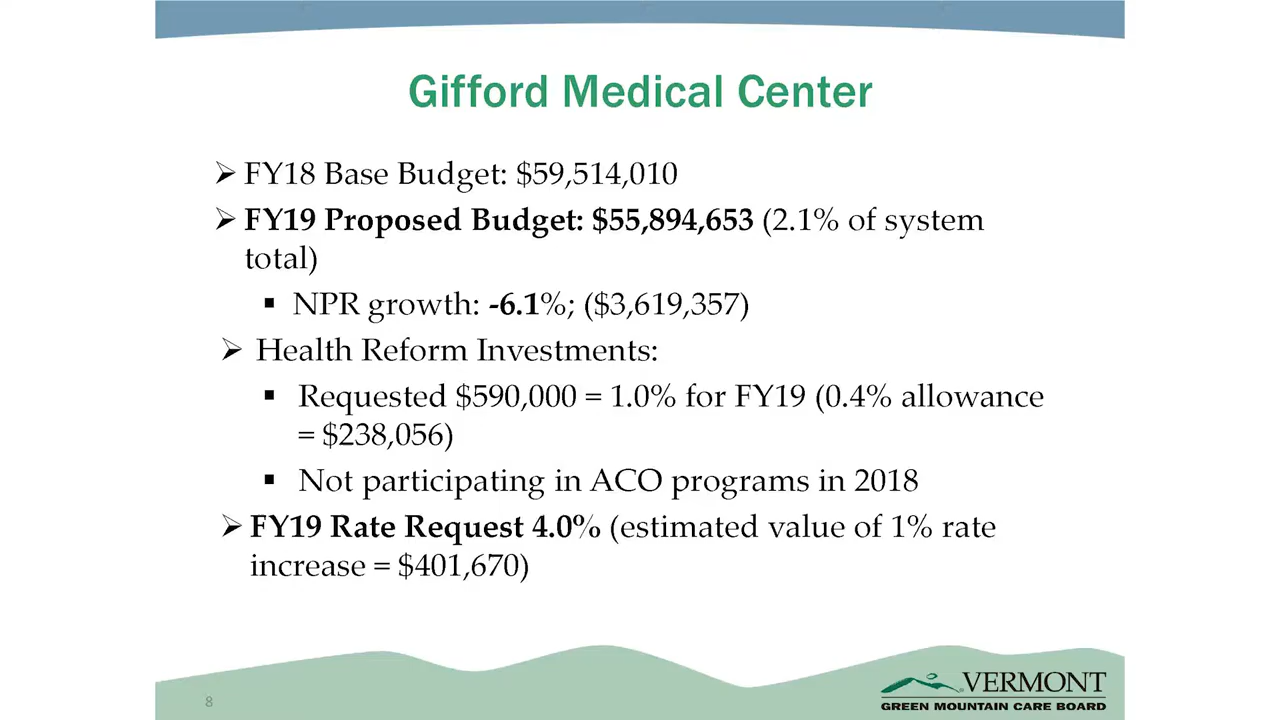 Gifford Medical Center
➢ FY18 Base Budget: $59,514,010
➢ FY19 Proposed Budget: $55,894,653 (2.1% of system
total)
▪ NPR growth: -6.1%; ($3,619,357)
➢ Health Reform Investments:
▪ Requested $590,000 = 1.0% for FY19 (0.4% allowance
= $238,056)
▪ Not participating in ACO programs in 2018
➢ FY19 Rate Request 4.0% (estimated value of 1% rate
increase = $401,670)
8
VERMONT
GREEN MOUNTAIN CARE BOARD